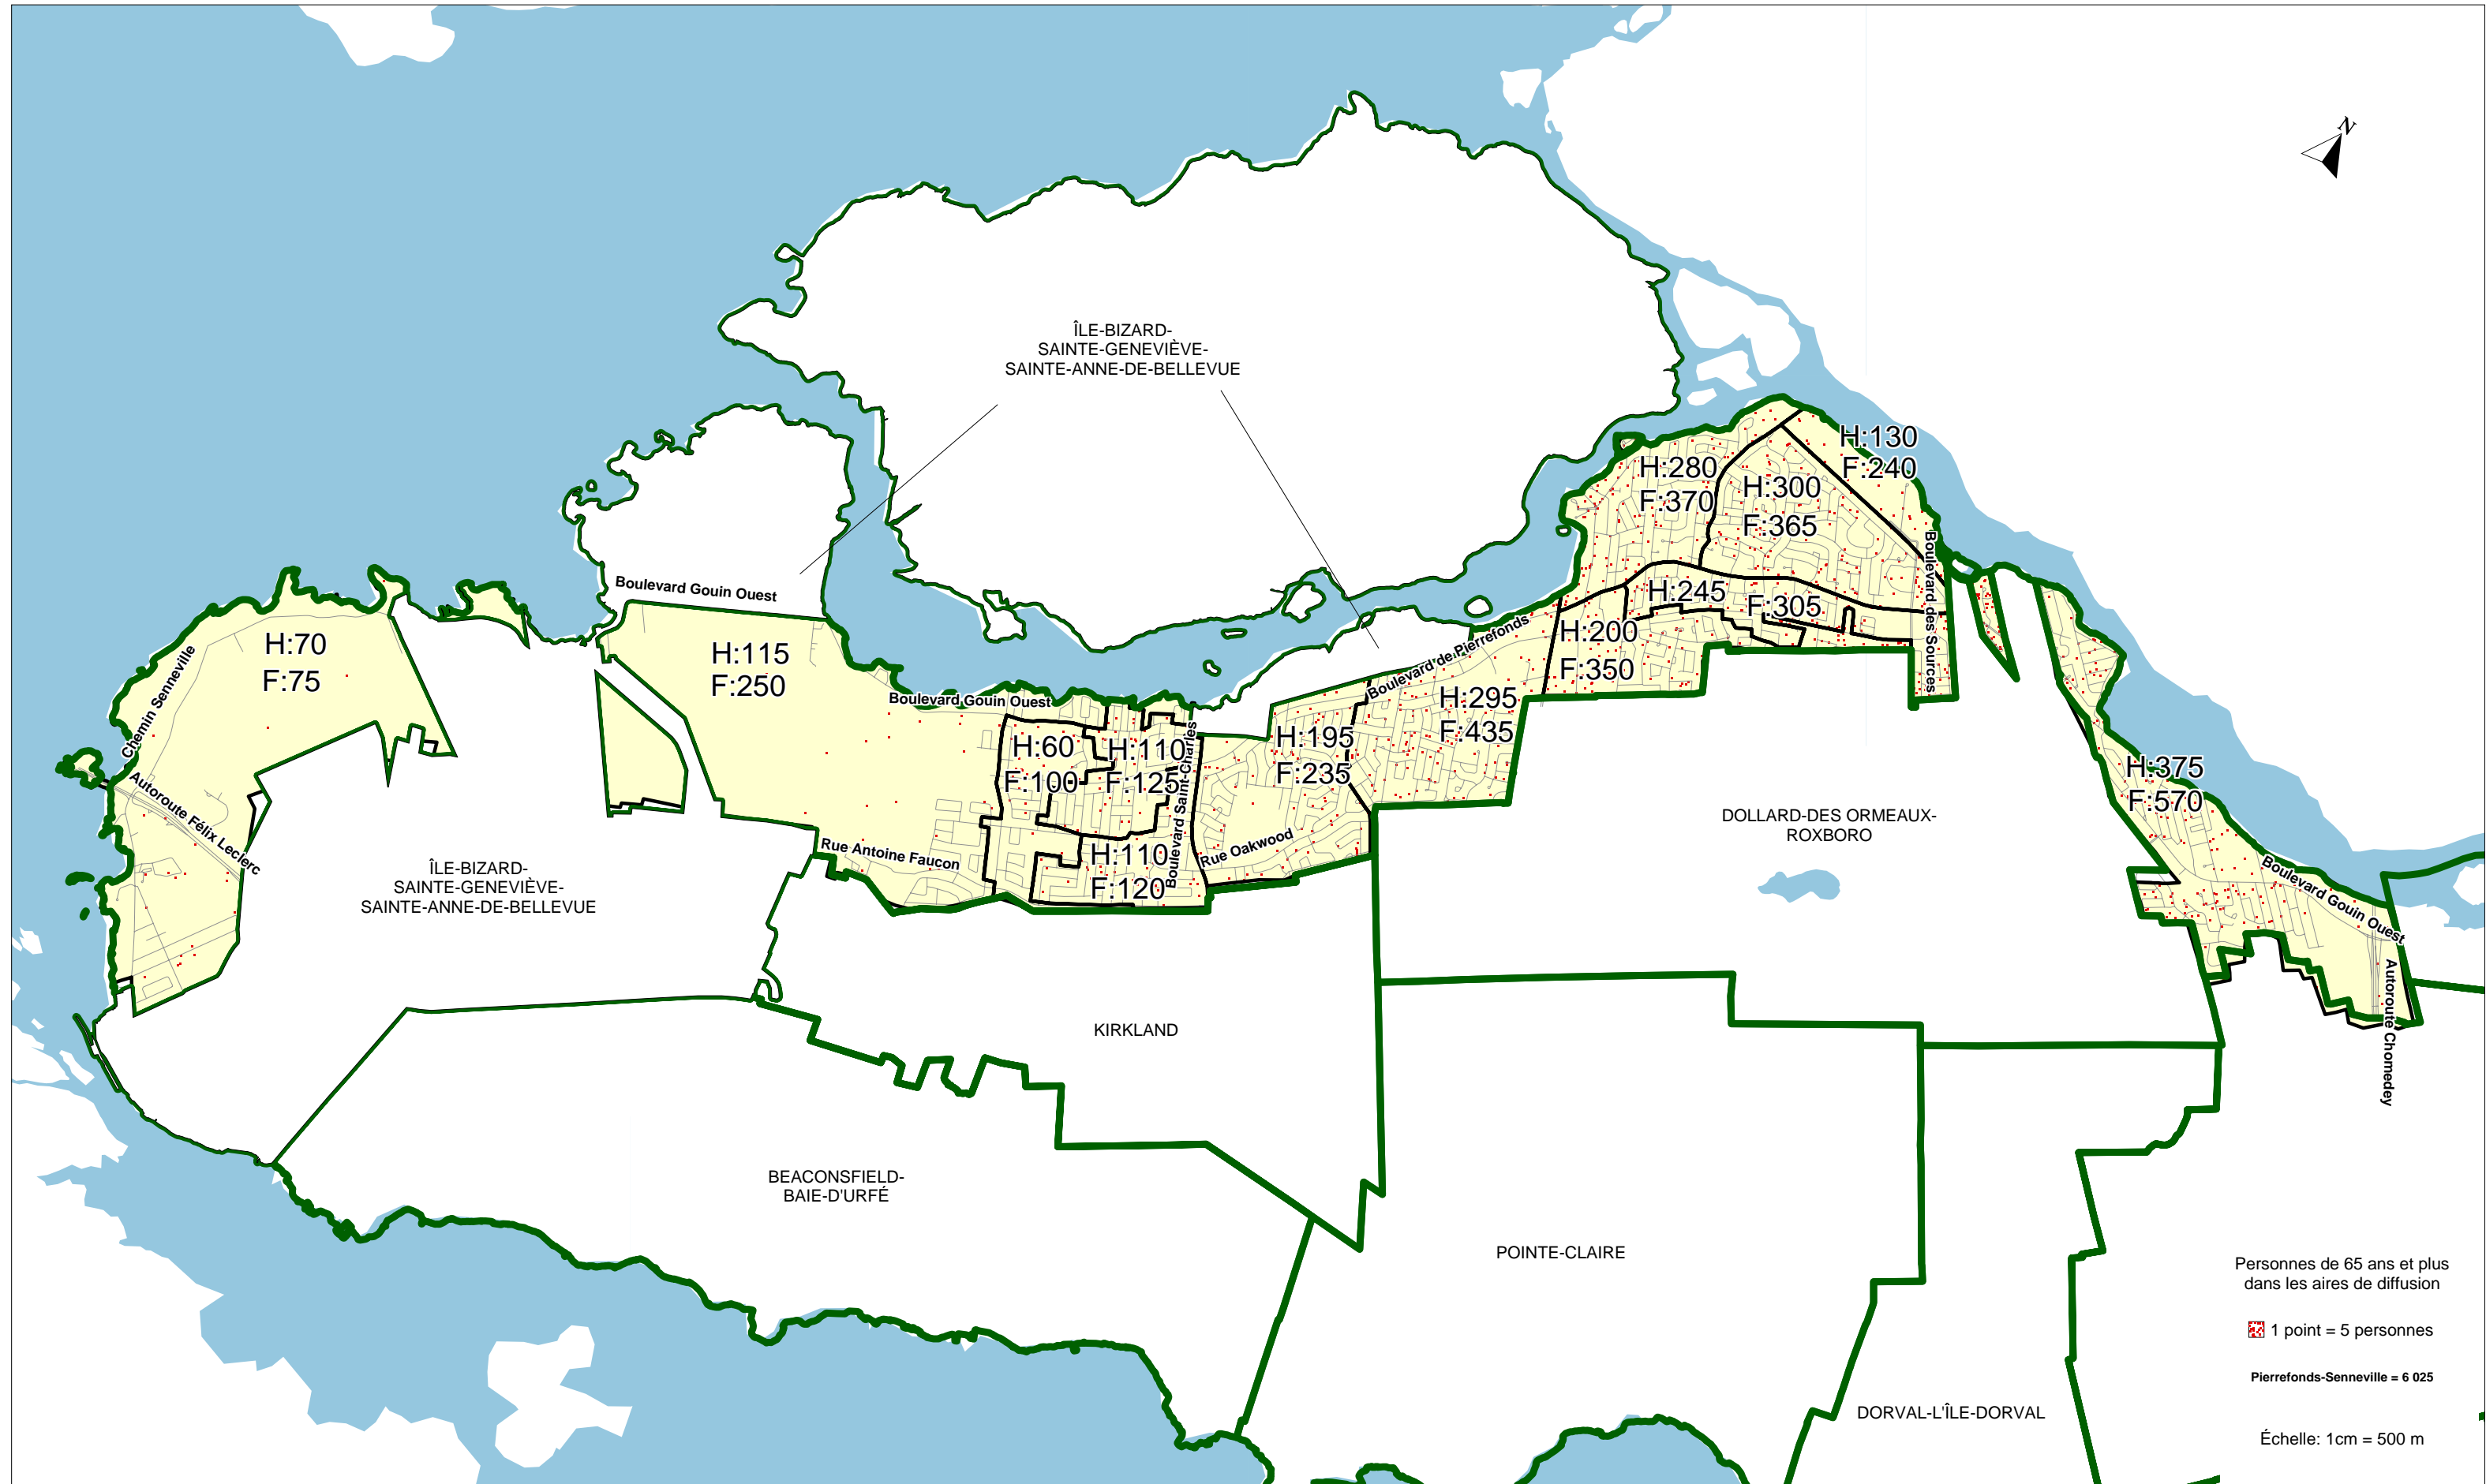 N
ÎLE-BIZARD-
SAINTE-GENEVIÈVE-
SAINTE-ANNE-DE-BELLEVUE
H:130
F:240
H:280
F:370
H:300
F:365
Boulevard des Sources
Boulevard Gouin Ouest
H:245
F:305
H:200
F:350
Boulevard de Pierrefonds
H:70
F:75
Chemin Senneville
H:115
F:250
Boulevard Gouin Ouest
H:295
F:435
H:195
F:235
H:60
F:100
H:110
F:125
Boulevard Saint-Charles
H:375
F:570
Autoroute Félix Leclerc
DOLLARD-DES ORMEAUX-
ROXBORO
Rue Antoine Faucon
Rue Oakwood
H:110
F:120
ÎLE-BIZARD-
SAINTE-GENEVIÈVE-
SAINTE-ANNE-DE-BELLEVUE
Boulevard Gouin Ouest
Autoroute Chomedey
KIRKLAND
BEACONSFIELD-
BAIE-D'URFÉ
POINTE-CLAIRE
DORVAL-L'ÎLE-DORVAL
Personnes de 65 ans et plus
dans les aires de diffusion
1 point = 5 personnes
Pierrefonds-Senneville = 6 025
Échelle: 1cm = 500 m